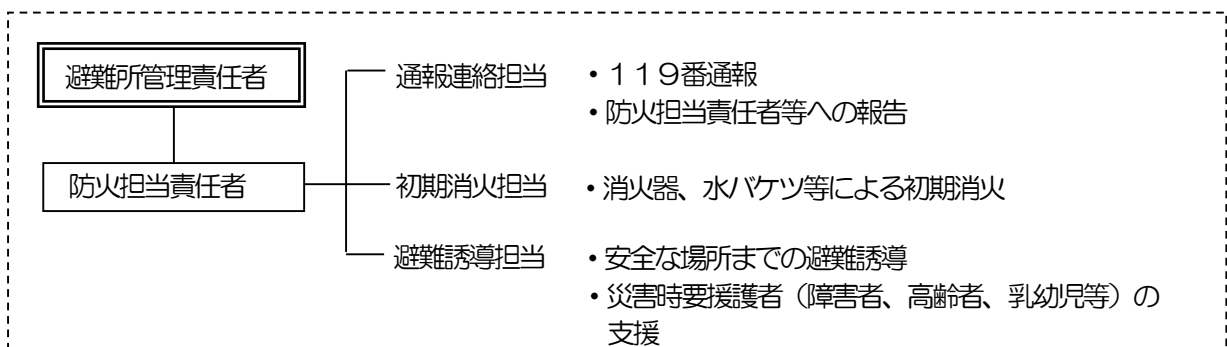 避難所管理責任者
防火担当責任者
通報連絡担当
・119番通報
・防火担当責任者等への報告
初期消火担当
・消火器、水バケツ等による初期消火
避難誘導担当
・安全な場所までの避難誘導
・災害時要援護者（障害者、高齢者、乳幼児等）の
支援